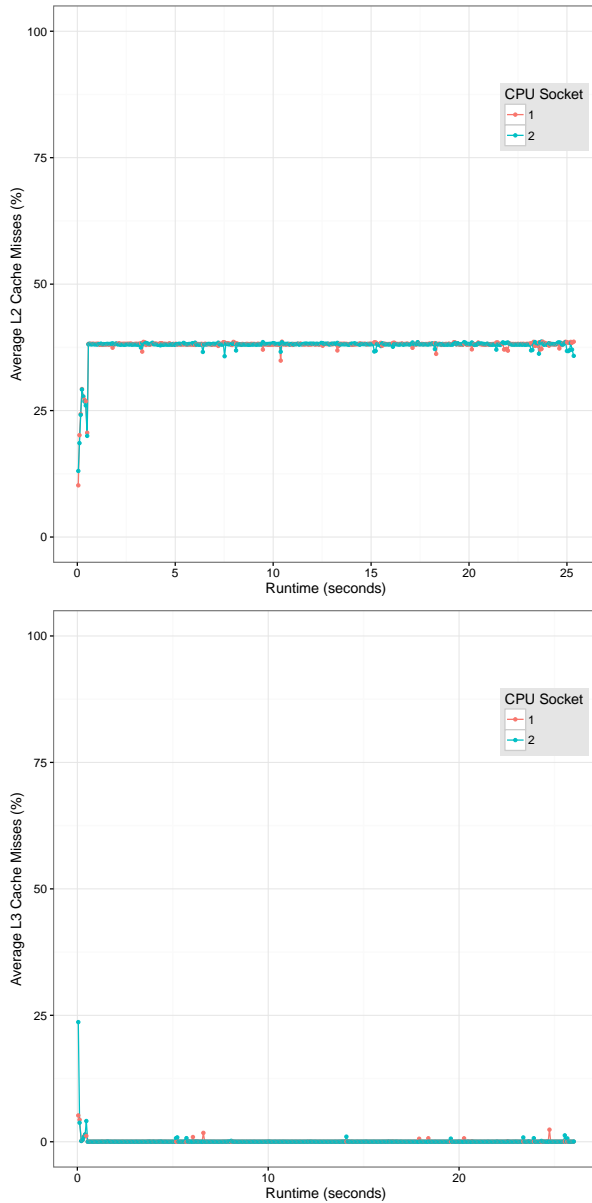 100
75
50
25
0
Average L2 Cache Misses (%)
CPU Socket
1
2
0 5 10 15 20 25
Runtime (seconds)
100
75
50
25
0
Average L3 Cache Misses (%)
CPU Socket
1
2
0 10 20
Runtime (seconds)